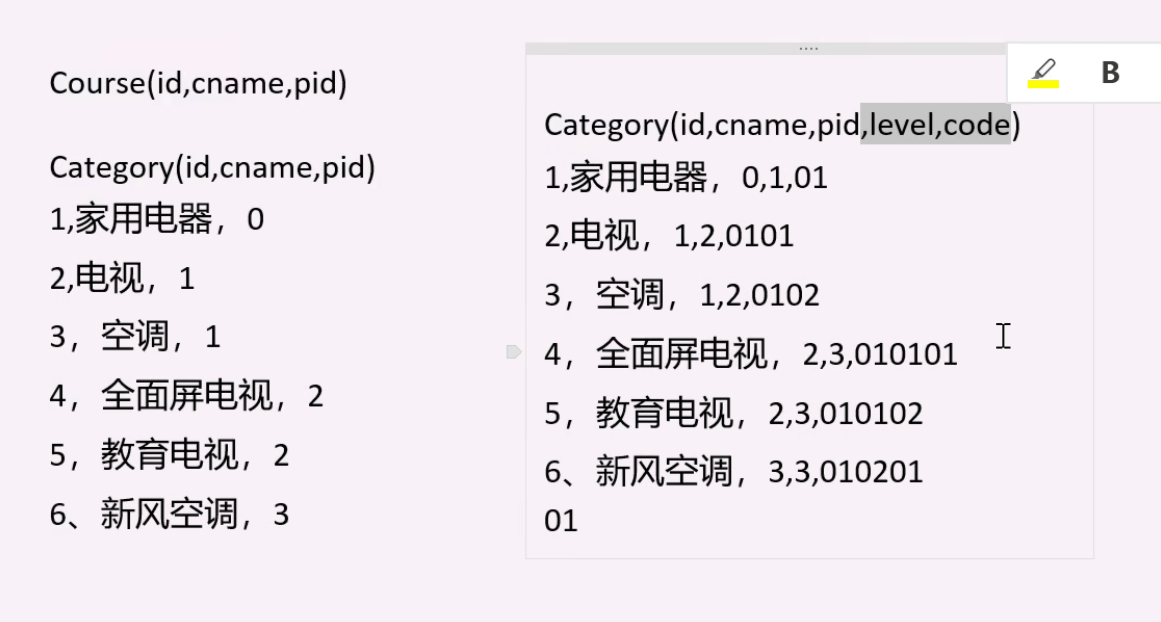 Course(id,cname,pid)
Category(id,cname,pid)
1,家用电器，0
2,电视，1
3，空调，1
4，全面屏电视，2
5，教育电视，2
6、新风空调，3
B
Category(id,cname,pid,level,code)
1,家用电器，0,1,01
2,电视，1,2,0101
3，空调，1,2,0102
4，全面屏电视，2,3,010101
5，教育电视，2,3,010102
6、新风空调，3,3,010201
01